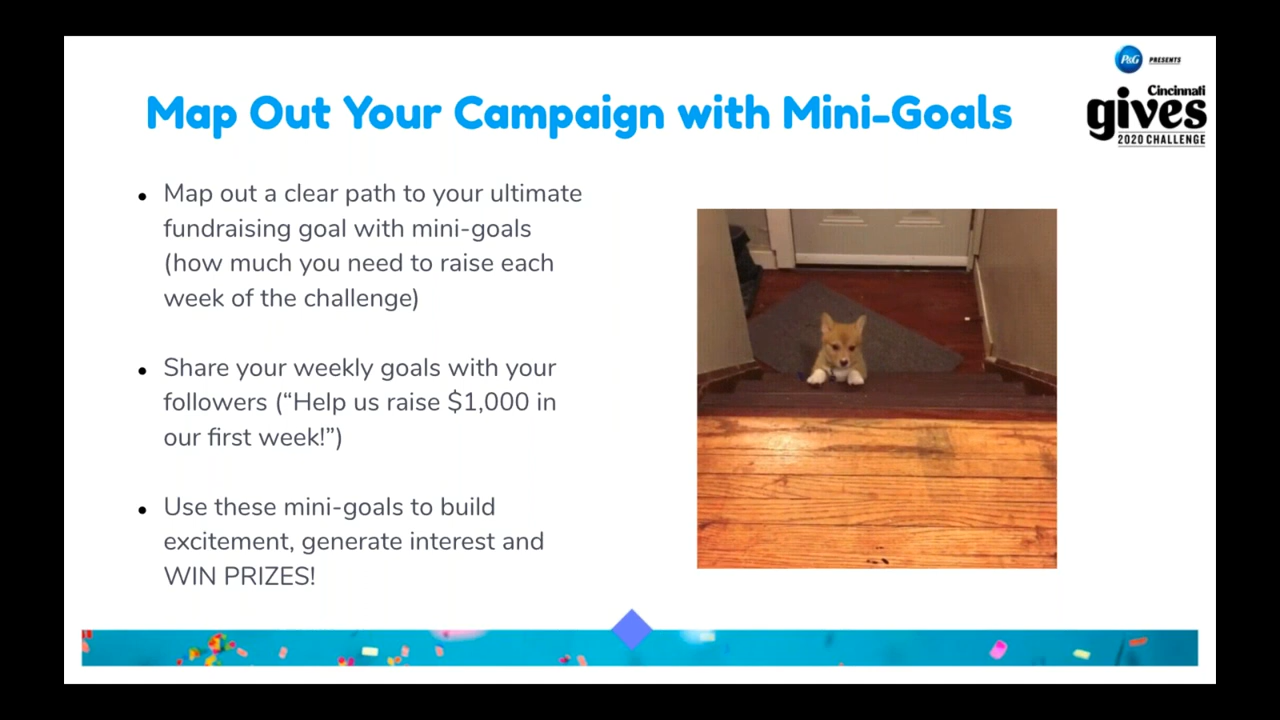 P&G PRESENTS
Cincinnati
gives
2020 CHALLENGE
Map Out Your Campaign with Mini-Goals
• Map out a clear path to your ultimate
fundraising goal with mini-goals
(how much you need to raise each
week of the challenge)
• Share your weekly goals with your
followers (“Help us raise $1,000 in
our first week!”)
• Use these mini-goals to build
excitement, generate interest and
WIN PRIZES!